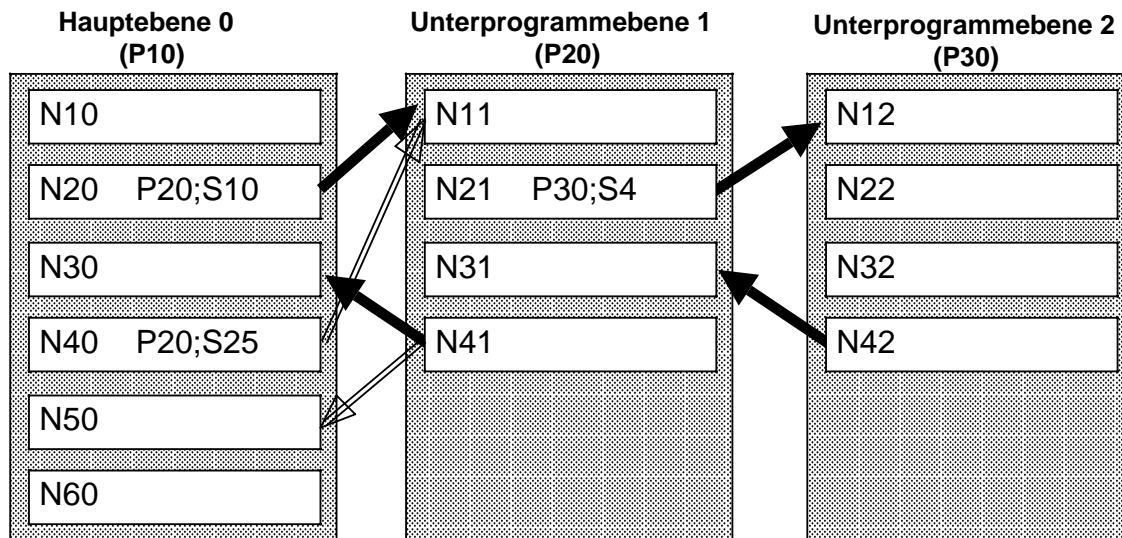 Hauptebene 0
(P10)
N10
N20 P20;S10
N30
N40 P20;S25
N50
N60
Unterprogrammebene 1
(P20)
N11
N21 P30;S4
N31
N41
Unterprogrammebene 2
(P30)
N12
N22
N32
N42